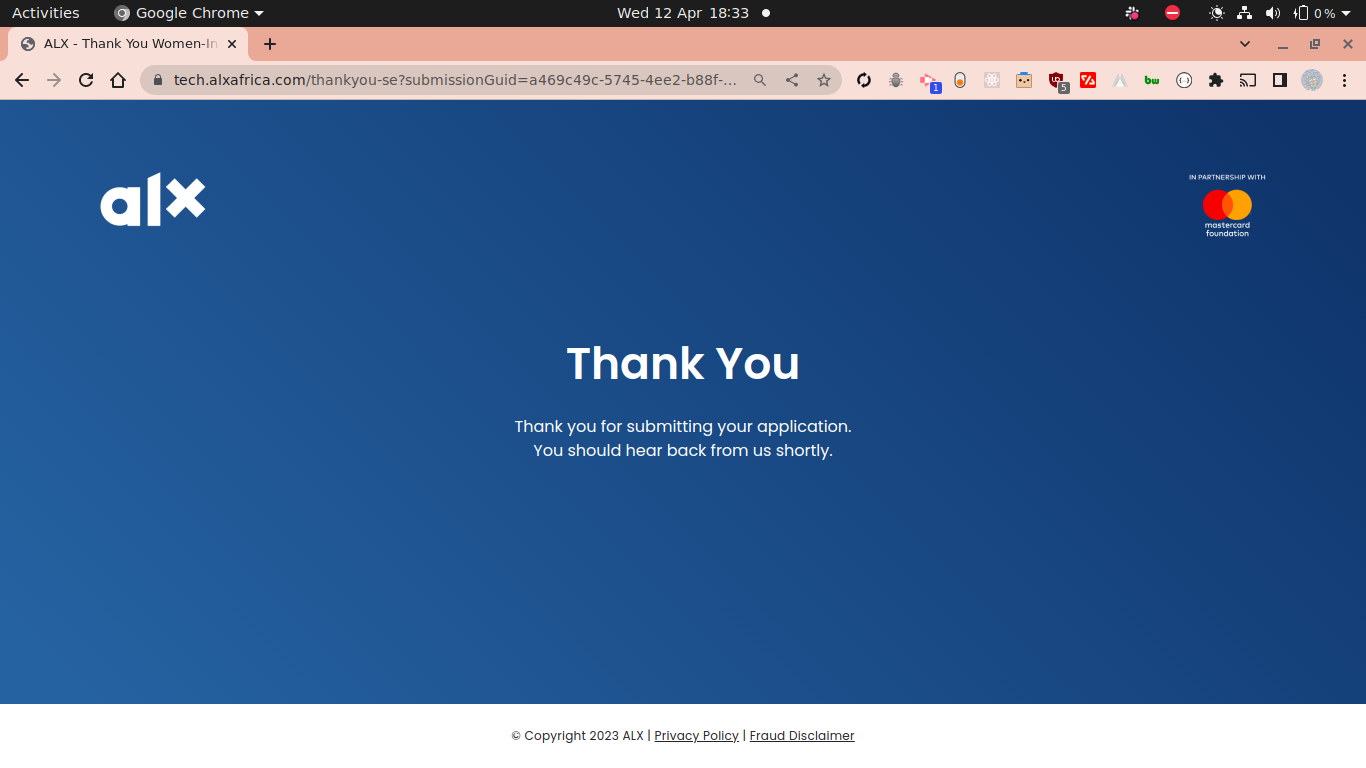 Activities
Google Chrome
Wed 12 Apr 18:33
0 %
ALX - Thank You Women-In
tech.alxafrica.com/thankyou-se?submissionGuid=a469c49c-5745-4ee2-b88f-...
1
5
bw
alx
IN PARTNERSHIP WITH
mastercard
foundation
Thank You
Thank you for submitting your application.
You should hear back from us shortly.
© Copyright 2023 ALX | Privacy Policy | Fraud Disclaimer